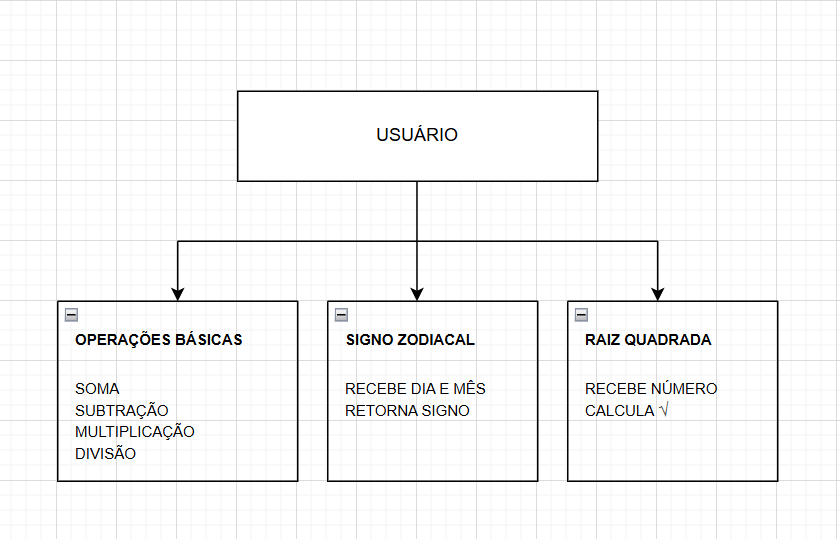 USUÁRIO
OPERAÇÕES BÁSICAS
SOMA
SUBTRAÇÃO
MULTIPLICAÇÃO
DIVISÃO
SIGNO ZODIACAL
RECEBE DIA E MÊS
RETORNA SIGNO
RAIZ QUADRADA
RECEBE NÚMERO
CALCULA √